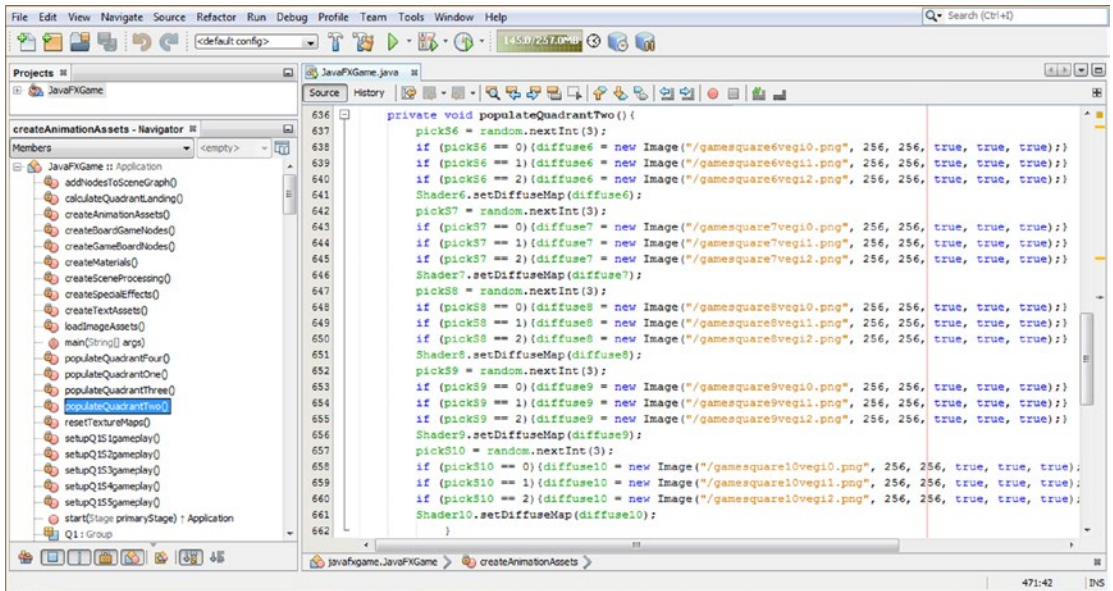 File Edit View Navigate Source Refactor Run Debug Profile Team Tools Window Help
Search (Ctrl+I)
<default config>
145.0/257.0MB
Projects
JavaFXGame
createAnimationAssets - Navigator
Members
<empty>
JavaFXGame :: Application
addNodesToSceneGraph()
calculateQuadrantLanding()
createAnimationAssets()
createBoardGameNodes()
createGameBoardNodes()
createMaterials()
createSceneProcessing()
createSpecialEffects()
createTextAssets()
loadImageAssets()
main(String[] args)
populateQuadrantFour()
populateQuadrantOne()
populateQuadrantThree()
populateQuadrantTwo()
resetTextureMaps()
setupQ1S1gameplay()
setupQ1S2gameplay()
setupQ1S3gameplay()
setupQ1S4gameplay()
setupQ1S5gameplay()
start(Stage primaryStage) ↑ Application
Q1 : Group
JavaFXGame.java
Source History
636 private void populateQuadrantTwo(){
637 pickS6 = random.nextInt(3);
638 if (pickS6 == 0){diffuse6 = new Image("/gamesquare6vegi0.png", 256, 256, true, true, true);}
639 if (pickS6 == 1){diffuse6 = new Image("/gamesquare6vegi1.png", 256, 256, true, true, true);}
640 if (pickS6 == 2){diffuse6 = new Image("/gamesquare6vegi2.png", 256, 256, true, true, true);}
641 Shader6.setDiffuseMap(diffuse6);
642 pickS7 = random.nextInt(3);
643 if (pickS7 == 0){diffuse7 = new Image("/gamesquare7vegi0.png", 256, 256, true, true, true);}
644 if (pickS7 == 1){diffuse7 = new Image("/gamesquare7vegi1.png", 256, 256, true, true, true);}
645 if (pickS7 == 2){diffuse7 = new Image("/gamesquare7vegi2.png", 256, 256, true, true, true);}
646 Shader7.setDiffuseMap(diffuse7);
647 pickS8 = random.nextInt(3);
648 if (pickS8 == 0){diffuse8 = new Image("/gamesquare8vegi0.png", 256, 256, true, true, true);}
649 if (pickS8 == 1){diffuse8 = new Image("/gamesquare8vegi1.png", 256, 256, true, true, true);}
650 if (pickS8 == 2){diffuse8 = new Image("/gamesquare8vegi2.png", 256, 256, true, true, true);}
651 Shader8.setDiffuseMap(diffuse8);
652 pickS9 = random.nextInt(3);
653 if (pickS9 == 0){diffuse9 = new Image("/gamesquare9vegi0.png", 256, 256, true, true, true);}
654 if (pickS9 == 1){diffuse9 = new Image("/gamesquare9vegi1.png", 256, 256, true, true, true);}
655 if (pickS9 == 2){diffuse9 = new Image("/gamesquare9vegi2.png", 256, 256, true, true, true);}
656 Shader9.setDiffuseMap(diffuse9);
657 pickS10 = random.nextInt(3);
658 if (pickS10 == 0){diffuse10 = new Image("/gamesquare10vegi0.png", 256, 256, true, true, true);
659 if (pickS10 == 1){diffuse10 = new Image("/gamesquare10vegi1.png", 256, 256, true, true, true);
660 if (pickS10 == 2){diffuse10 = new Image("/gamesquare10vegi2.png", 256, 256, true, true, true);
661 Shader10.setDiffuseMap(diffuse10);
662 }
javafxgame.JavaFXGame createAnimationAssets
471:42 INS